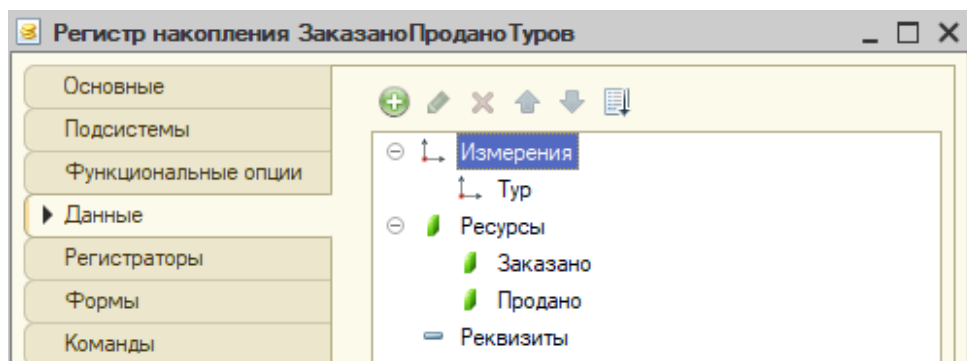 Регистр накопления ЗаказаноПроданоТуров
Основные
Подсистемы
Функциональные опции
Данные
Регистраторы
Формы
Команды
Измерения
Тур
Ресурсы
Заказано
Продано
Реквизиты